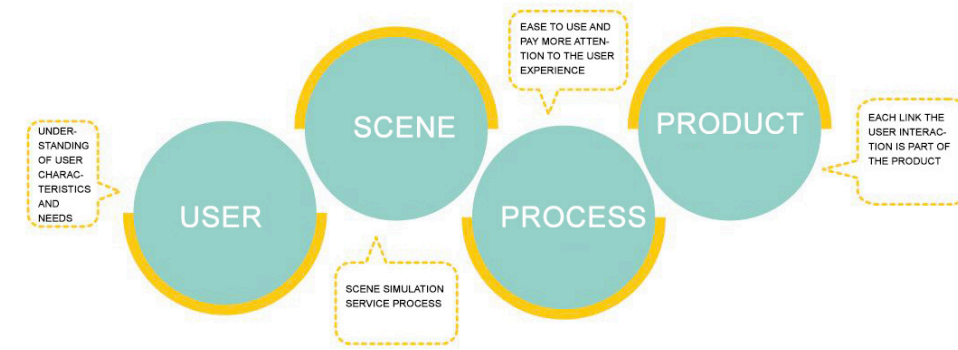 UNDER-
STANDING
OF USER
CHARAC-
TERISTICS
AND
NEEDS
USER
SCENE
SCENE SIMULATION
SERVICE PROCESS
EASE TO USE AND
PAY MORE ATTEN-
TION TO THE USER
EXPERIENCE
PROCESS
PRODUCT
EACH LINK THE
USER INTERAC-
TION IS PART OF
THE PRODUCT